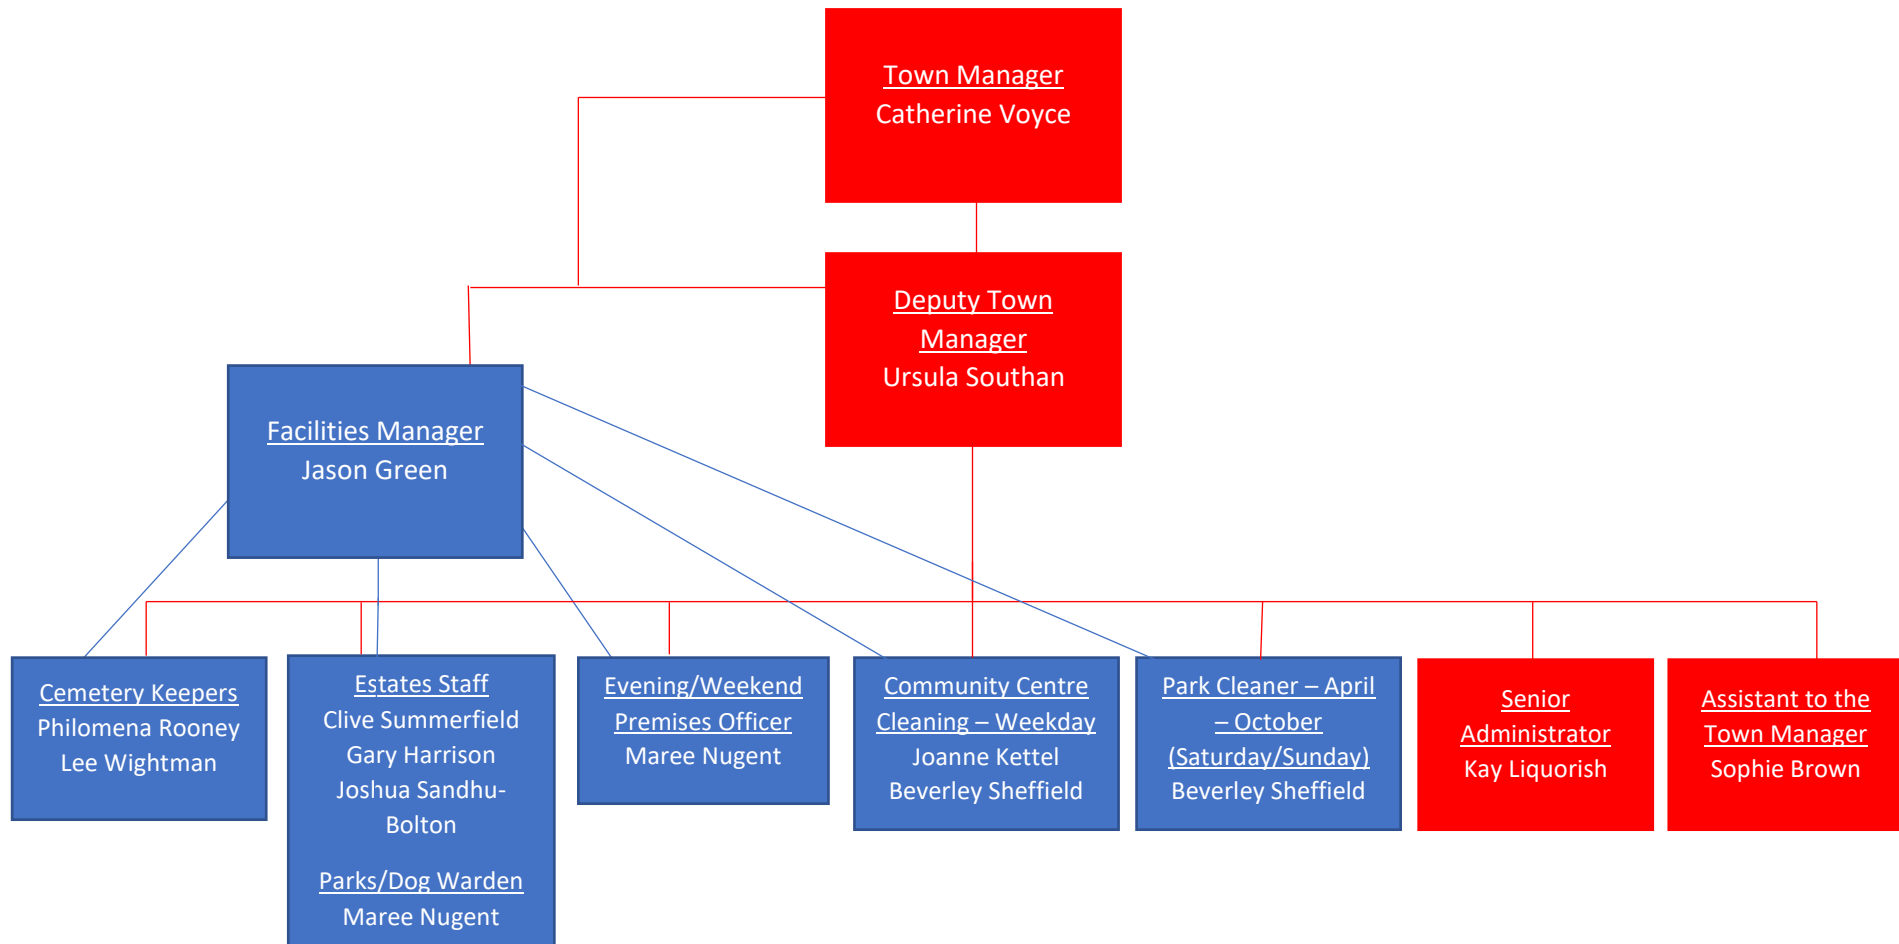 Town Manager
Catherine Voyce
Deputy Town
Manager
Ursula Southan
Facilities Manager
Jason Green
Cemetery Keepers
Philomena Rooney
Lee Wightman
Estates Staff
Clive Summerfield
Gary Harrison
Joshua Sandhu-
Bolton
Parks/Dog Warden
Maree Nugent
Evening/Weekend
Premises Officer
Maree Nugent
Community Centre
Cleaning – Weekday
Joanne Kettel
Beverley Sheffield
Park Cleaner – April
– October
(Saturday/Sunday)
Beverley Sheffield
Senior
Administrator
Kay Liquorish
Assistant to the
Town Manager
Sophie Brown